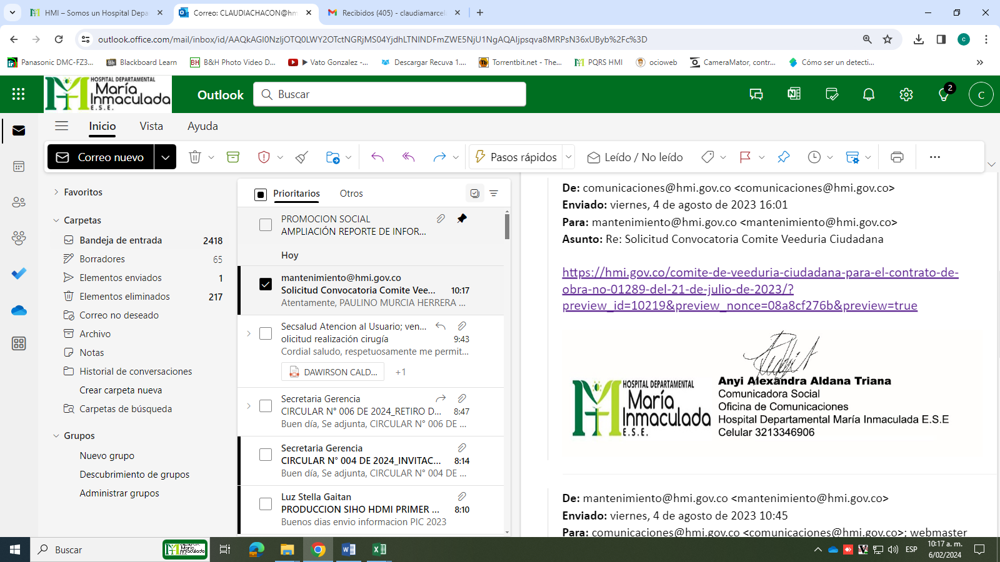 HMI – Somos un Hospital Depa
Correo: CLAUDIACHACON@hm
Recibidos (405) - claudiamarcel
outlook.office.com/mail/inbox/id/AAQkAGI0NzIjOTQ0LWY2OTctNGRjMS04YjdhLTNINDFmZWE5NjU1NgAQAIjpsqva8MRPsN36xUByb%2Fc%3D
c
Panasonic DMC-FZ3...
Bb Blackboard Learn
BH B&H Photo Video D...
▶ Vato Gonzalez -...
Descargar Recuva 1....
Tb Torrentbit.net - The...
PQRS HMI
ocioweb
CameraMator, contr...
Cómo ser un detecti...
HOSPITAL DEPARTAMENTAL
María
Inmaculada
E.S.E.
Outlook
Buscar
2
C
Inicio
Vista
Ayuda
Correo nuevo
Pasos rápidos
Leído / No leído
Favoritos
Carpetas
Bandeja de entrada 2418
Borradores 65
Elementos enviados 1
Elementos eliminados 217
Correo no deseado
Archivo
Notas
Historial de conversaciones
Crear carpeta nueva
Carpetas de búsqueda
Grupos
Nuevo grupo
Descubrimiento de grupos
Administrar grupos
Prioritarios
Otros
PROMOCION SOCIAL
AMPLIACIÓN REPORTE DE INFOR...
Hoy
mantenimiento@hmi.gov.co
Solicitud Convocatoria Comite Vee... 10:17
Atentamente, PAULINO MURCIA HERRERA ...
Secsalud Atencion al Usuario; ven...
olicitud realización cirugía 9:43
Cordial saludo, respetuosamente me permit...
DAWIRSON CALD... +1
Secretaria Gerencia
CIRCULAR N° 006 DE 2024_RETIRO D... 8:47
Buen día, Se adjunta, CIRCULAR N° 006 DE ...
Secretaria Gerencia
CIRCULAR N° 004 DE 2024_INVITAC... 8:14
Buen día, Se adjunta, CIRCULAR N° 004 DE ...
Luz Stella Gaitan
PRODUCCION SIHO HDMI PRIMER ... 8:10
Buenos dias envio informacion PIC 2023
De: comunicaciones@hmi.gov.co <comunicaciones@hmi.gov.co>
Enviado: viernes, 4 de agosto de 2023 16:01
Para: mantenimiento@hmi.gov.co <mantenimiento@hmi.gov.co>
Asunto: Re: Solicitud Convocatoria Comite Veeduria Ciudadana
https://hmi.gov.co/comite-de-veeduria-ciudadana-para-el-contrato-de-
obra-no-01289-del-21-de-julio-de-2023/?
preview_id=10219&preview_nonce=08a8cf276b&preview=true
HOSPITAL DEPARTAMENTAL
María
Inmaculada
E.S.E.
Anyi Alexandra Aldana Triana
Comunicadora Social
Oficina de Comunicaciones
Hospital Departamental María Inmaculada E.S.E
Celular 3213346906
De: mantenimiento@hmi.gov.co <mantenimiento@hmi.gov.co>
Enviado: viernes, 4 de agosto de 2023 10:45
Para: comunicaciones@hmi.gov.co <comunicaciones@hmi.gov.co>; webmaster
Buscar
María
Inmaculada
ESP
10:17 a. m.
6/02/2024